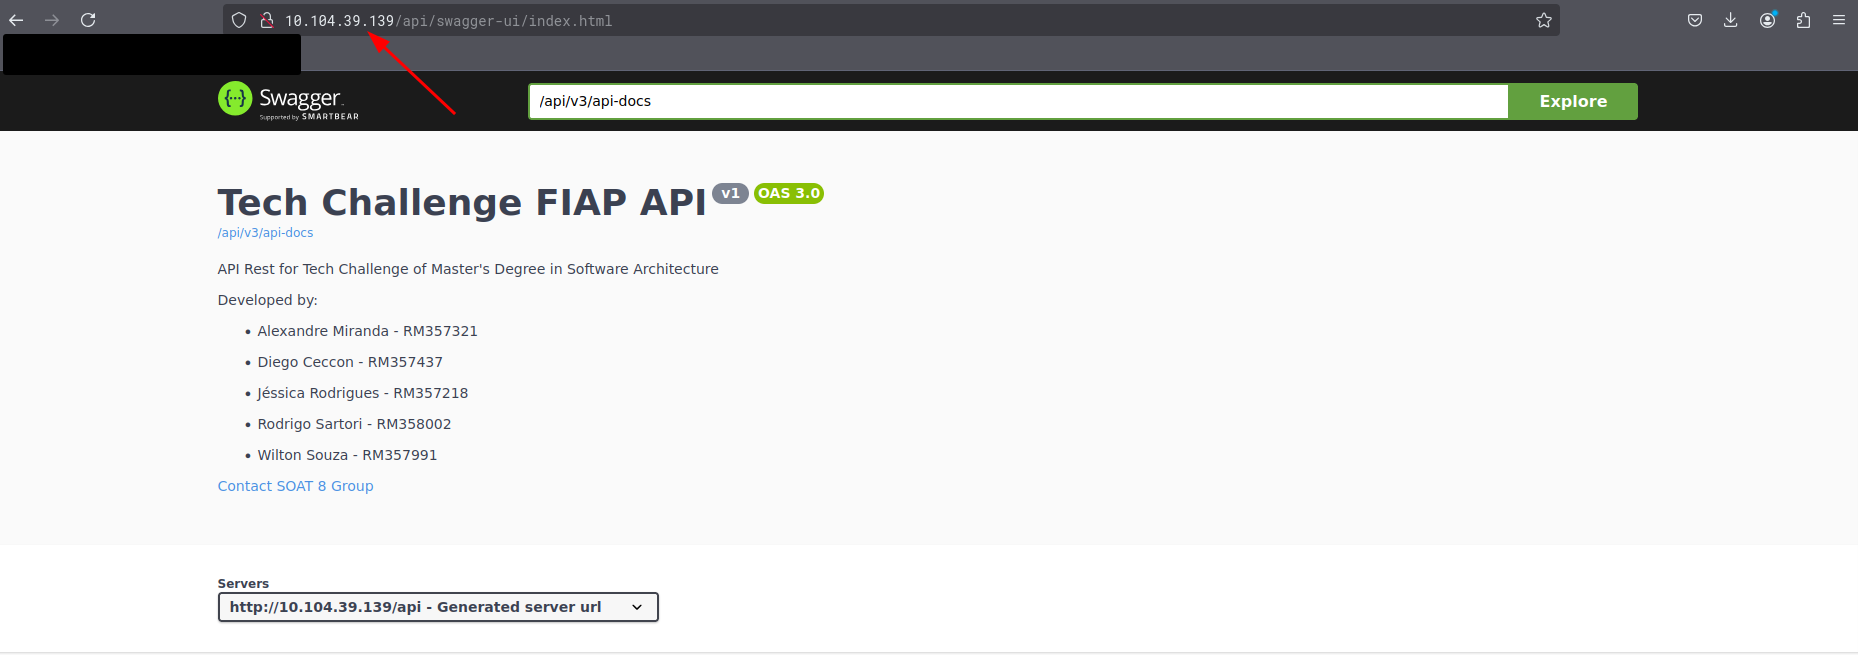 10.104.39.139/api/swagger-ui/index.html
{···} Swagger.
Supported by SMARTBEAR
/api/v3/api-docs
Explore
Tech Challenge FIAP API v1 OAS 3.0
/api/v3/api-docs
API Rest for Tech Challenge of Master's Degree in Software Architecture
Developed by:
• Alexandre Miranda - RM357321
• Diego Ceccon - RM357437
• Jéssica Rodrigues - RM357218
• Rodrigo Sartori - RM358002
• Wilton Souza - RM357991
Contact SOAT 8 Group
Servers
http://10.104.39.139/api - Generated server url